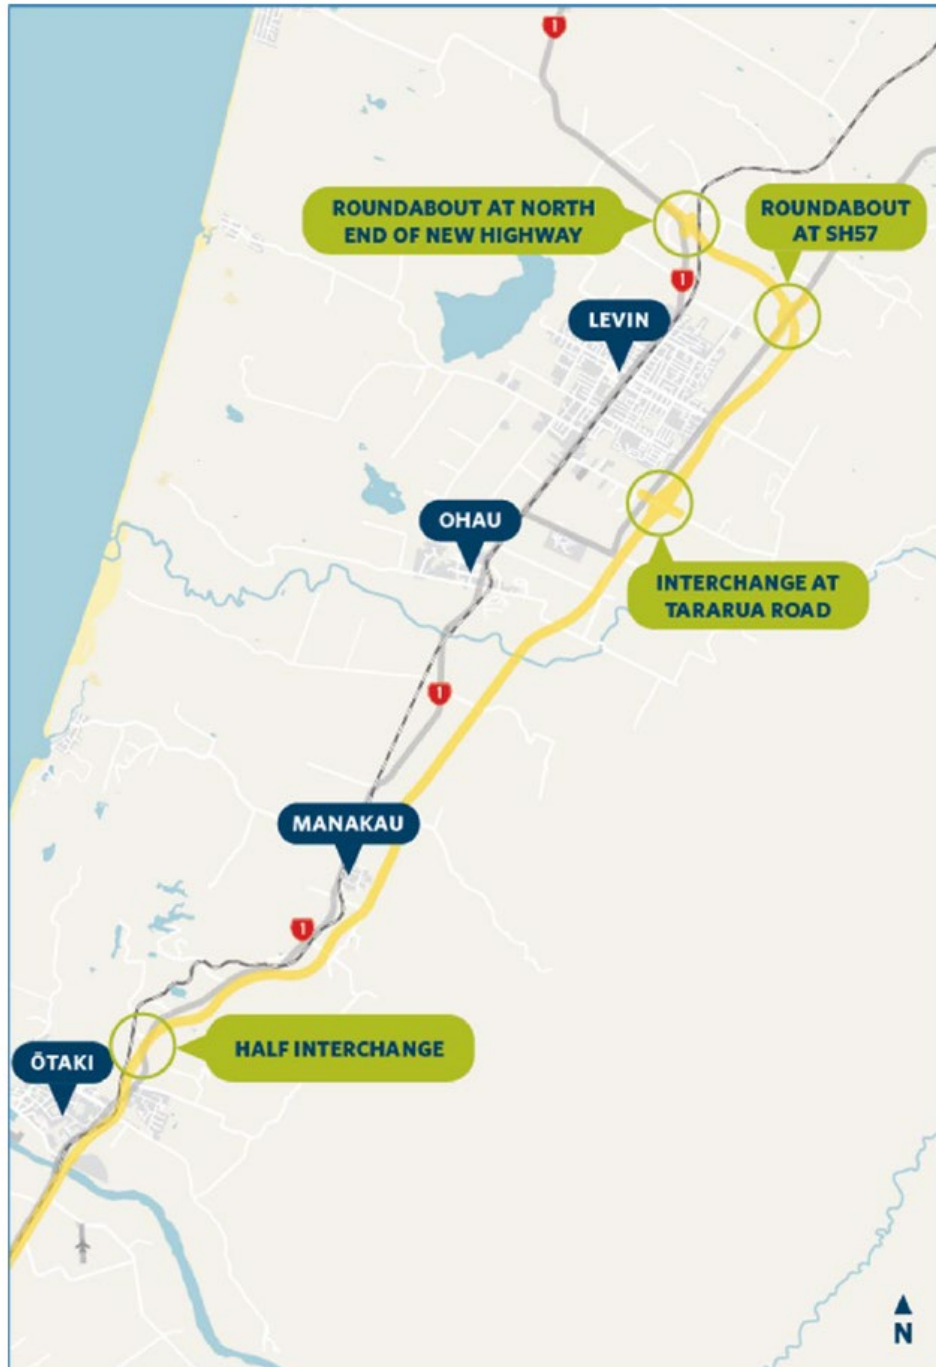 1
ROUNDABOUT AT NORTH
END OF NEW HIGHWAY
ROUNDABOUT
AT SH57
1
LEVIN
OHAU
INTERCHANGE AT
TARARUA ROAD
1
MANAKAU
1
HALF INTERCHANGE
ŌTAKI
N